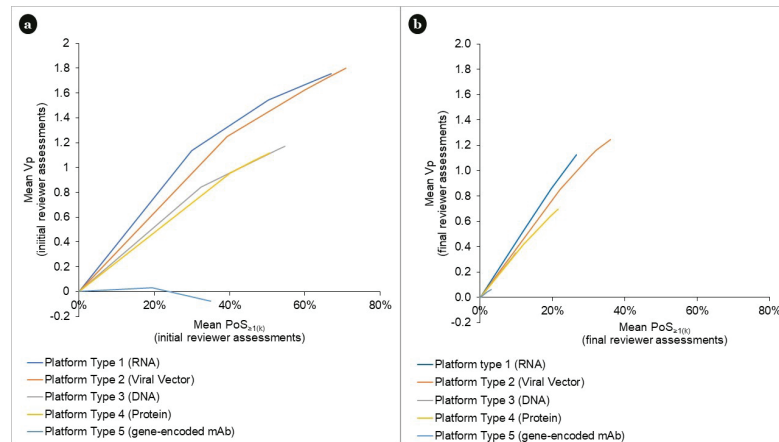 a
2
1.8
1.6
1.4
1.2
1
0.8
0.6
0.4
0.2
0
-0.2
Mean Vp
(iniitial reviewer assessments)
0% 20% 40% 60% 80%
Mean PoS≥1(k)
(initial reviewer assessments)
Platform Type 1 (RNA)
Platform Type 2 (Viral Vector)
Platform Type 3 (DNA)
Platform Type 4 (Protein)
Platform Type 5 (gene-encoded mAb)
b
2.0
1.8
1.6
1.4
1.2
1.0
0.8
0.6
0.4
0.2
0.0
-0.2
Mean Vp
(final reviewer assessments)
0% 20% 40% 60% 80%
Mean PoS≥1(k)
(final reviewer assessments)
Platform type 1 (RNA)
Platform Type 2 (Viral Vector)
Platform Type 3 (DNA)
Platform Type 4 (Protein)
Platform Type 5 (gene-encoded mAb)